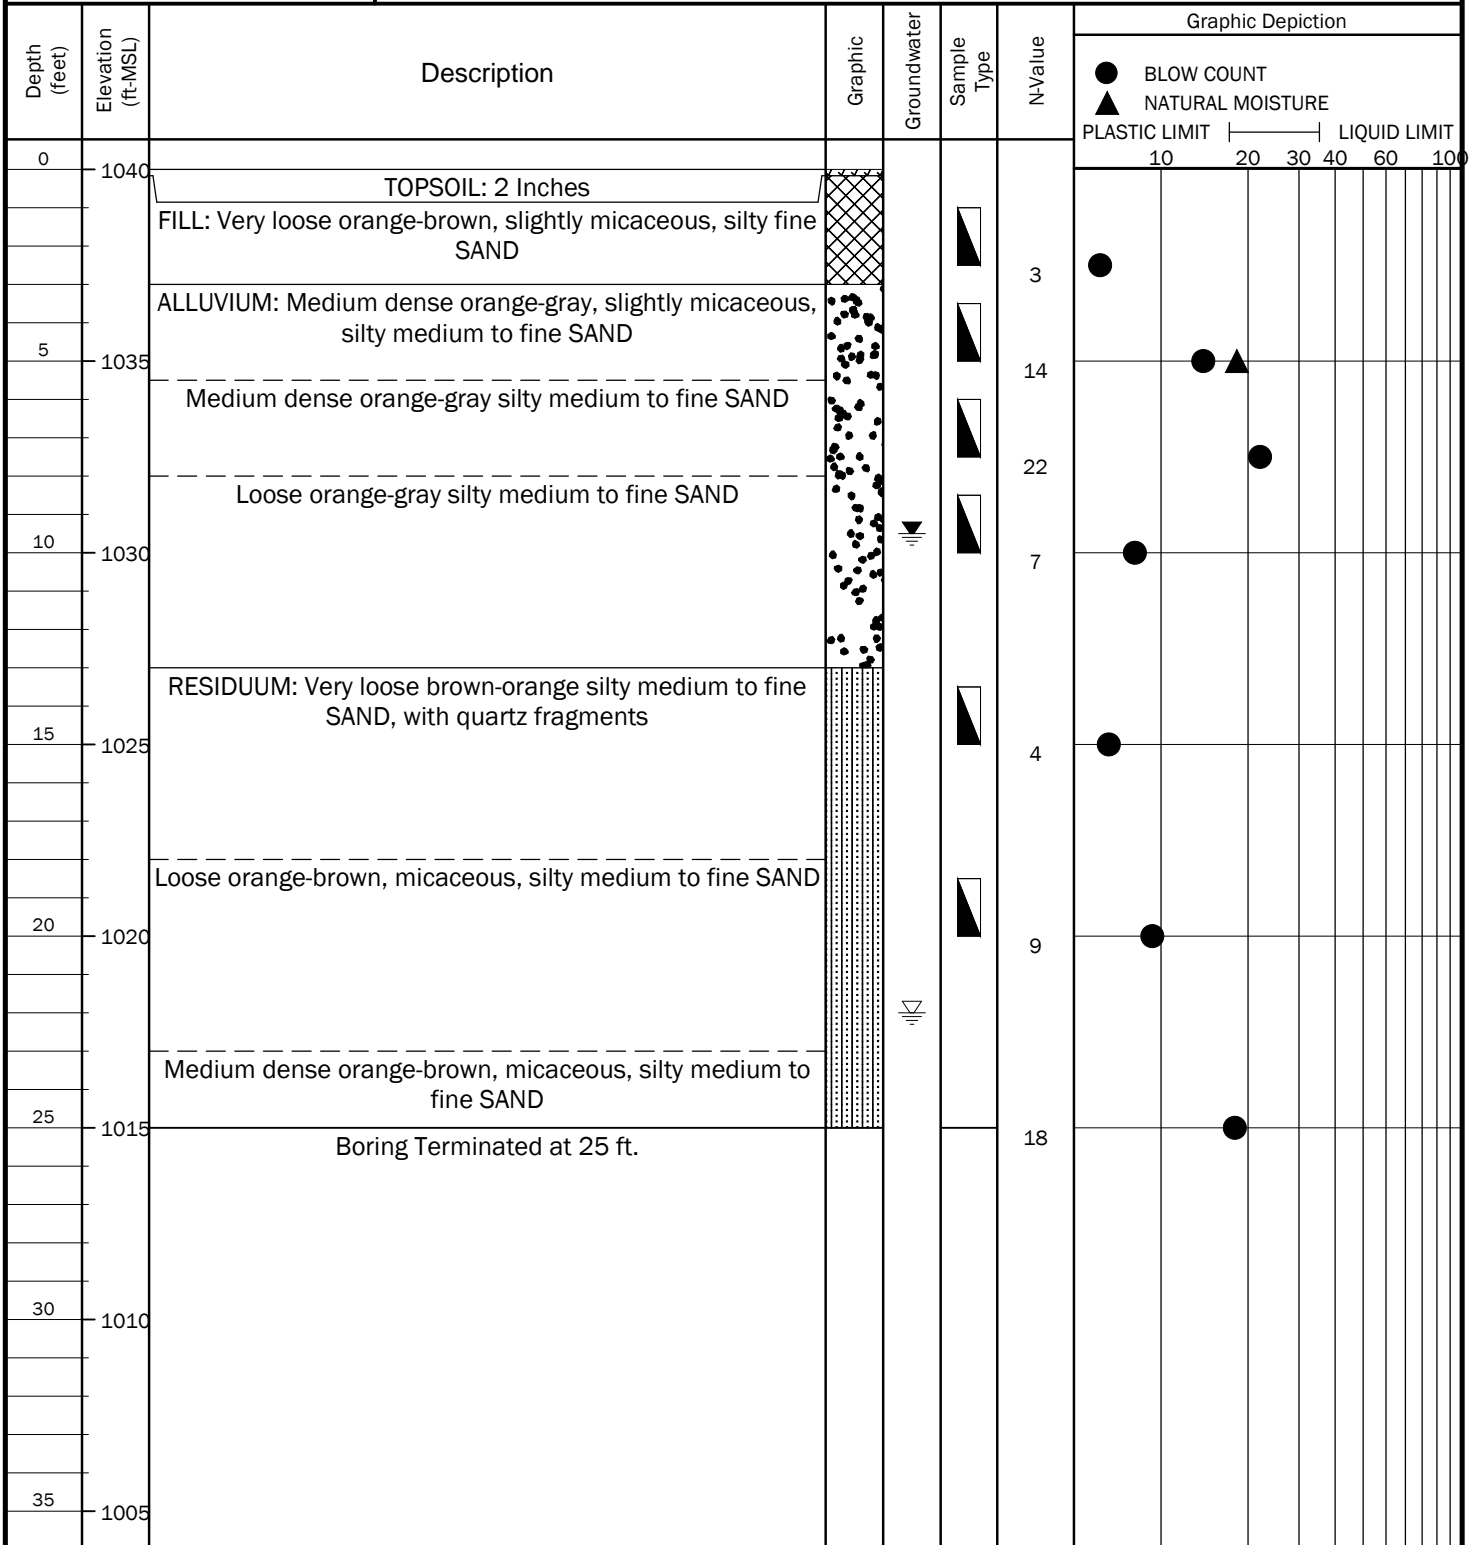 Depth
(feet)
Elevation
(ft-MSL)
Description
Graphic
Groundwater
Sample
Type
N-Value
Graphic Depiction
BLOW COUNT
NATURAL MOISTURE
PLASTIC LIMIT LIQUID LIMIT
10 20 30 40 60 100
0
1040
TOPSOIL: 2 Inches
FILL: Very loose orange-brown, slightly micaceous, silty fine
SAND
3
ALLUVIUM: Medium dense orange-gray, slightly micaceous,
silty medium to fine SAND
5
1035
14
Medium dense orange-gray silty medium to fine SAND
22
Loose orange-gray silty medium to fine SAND
10
1030
7
RESIDUUM: Very loose brown-orange silty medium to fine
SAND, with quartz fragments
15
1025
4
Loose orange-brown, micaceous, silty medium to fine SAND
20
1020
9
Medium dense orange-brown, micaceous, silty medium to
fine SAND
25
1015
18
Boring Terminated at 25 ft.
30
1010
35
1005